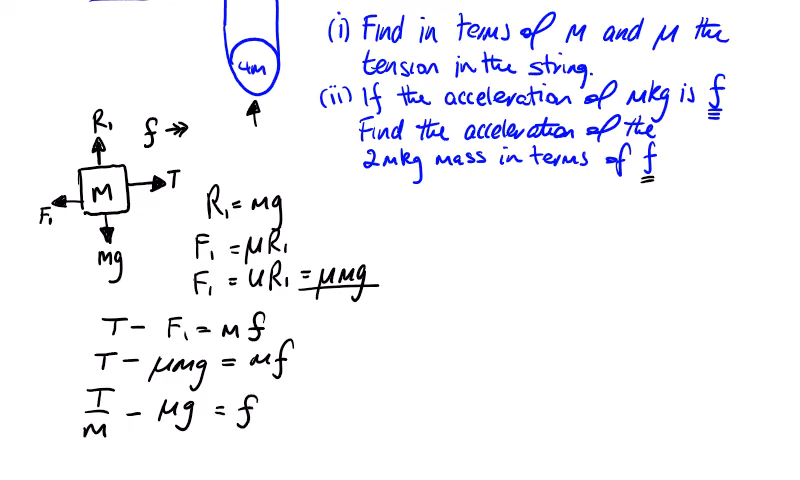 (i) Find in terms of M and μ the
tension in the string.
(ii) If the acceleration of mkg is f
Find the acceleration of the
2mkg mass in terms of f
4M
R₁
f
M
T
F₁
mg
R₁ = mg
F₁ = μR₁
F₁ = UR₁ = μmg
T - F₁ = mf
T - μmg = mf
T/M - μg = f